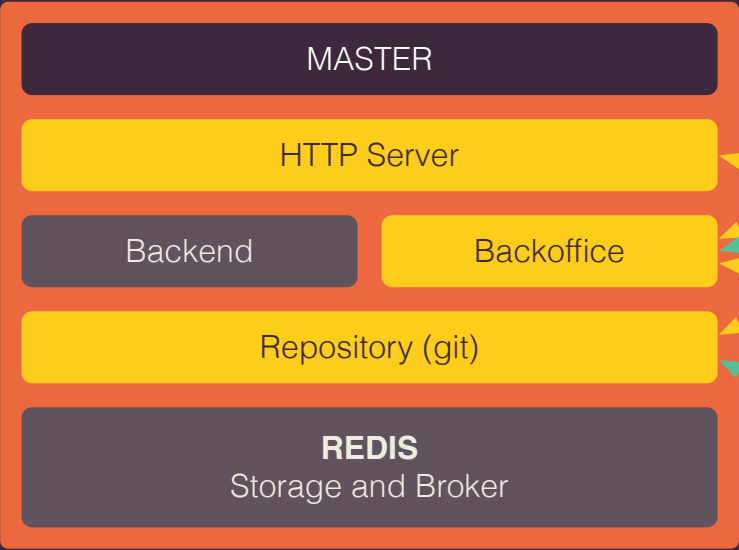 MASTER
HTTP Server
Backend
Backoffice
Repository (git)
REDIS
Storage and Broker